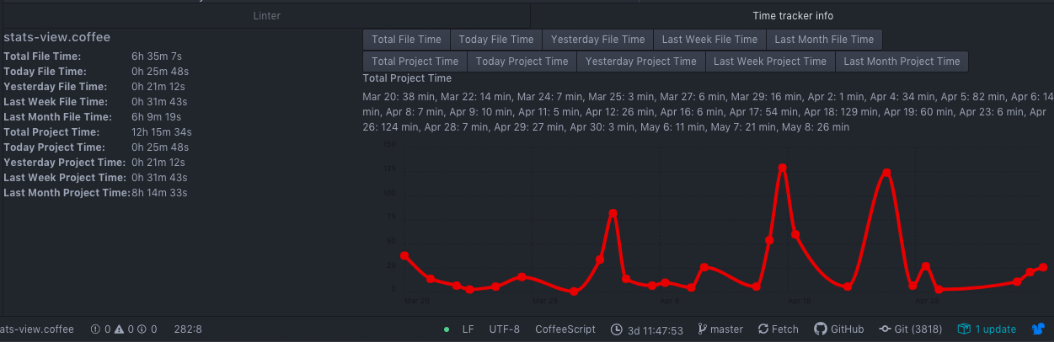 Linter
Time tracker info
stats-view.coffee
Total File Time: 6h 35m 7s
Today File Time: 0h 25m 48s
Yesterday File Time: 0h 21m 12s
Last Week File Time: 0h 31m 43s
Last Month File Time: 6h 9m 19s
Total Project Time: 12h 15m 34s
Today Project Time: 0h 25m 48s
Yesterday Project Time: 0h 21m 12s
Last Week Project Time: 0h 31m 43s
Last Month Project Time: 8h 14m 33s
Total File Time Today File Time Yesterday File Time Last Week File Time Last Month File Time
Total Project Time Today Project Time Yesterday Project Time Last Week Project Time Last Month Project Time
Total Project Time
Mar 20: 38 min, Mar 22: 14 min, Mar 24: 7 min, Mar 25: 3 min, Mar 27: 6 min, Mar 29: 16 min, Apr 2: 1 min, Apr 4: 34 min, Apr 5: 82 min, Apr 6: 14
min, Apr 8: 7 min, Apr 9: 10 min, Apr 11: 5 min, Apr 12: 26 min, Apr 16: 6 min, Apr 17: 54 min, Apr 18: 129 min, Apr 19: 60 min, Apr 23: 6 min, Apr
26: 124 min, Apr 28: 7 min, Apr 29: 27 min, Apr 30: 3 min, May 6: 11 min, May 7: 21 min, May 8: 26 min
ats-view.coffee 0 0 0 282:8 LF UTF-8 CoffeeScript 3d 11:47:53 master Fetch GitHub Git (3818) 1 update